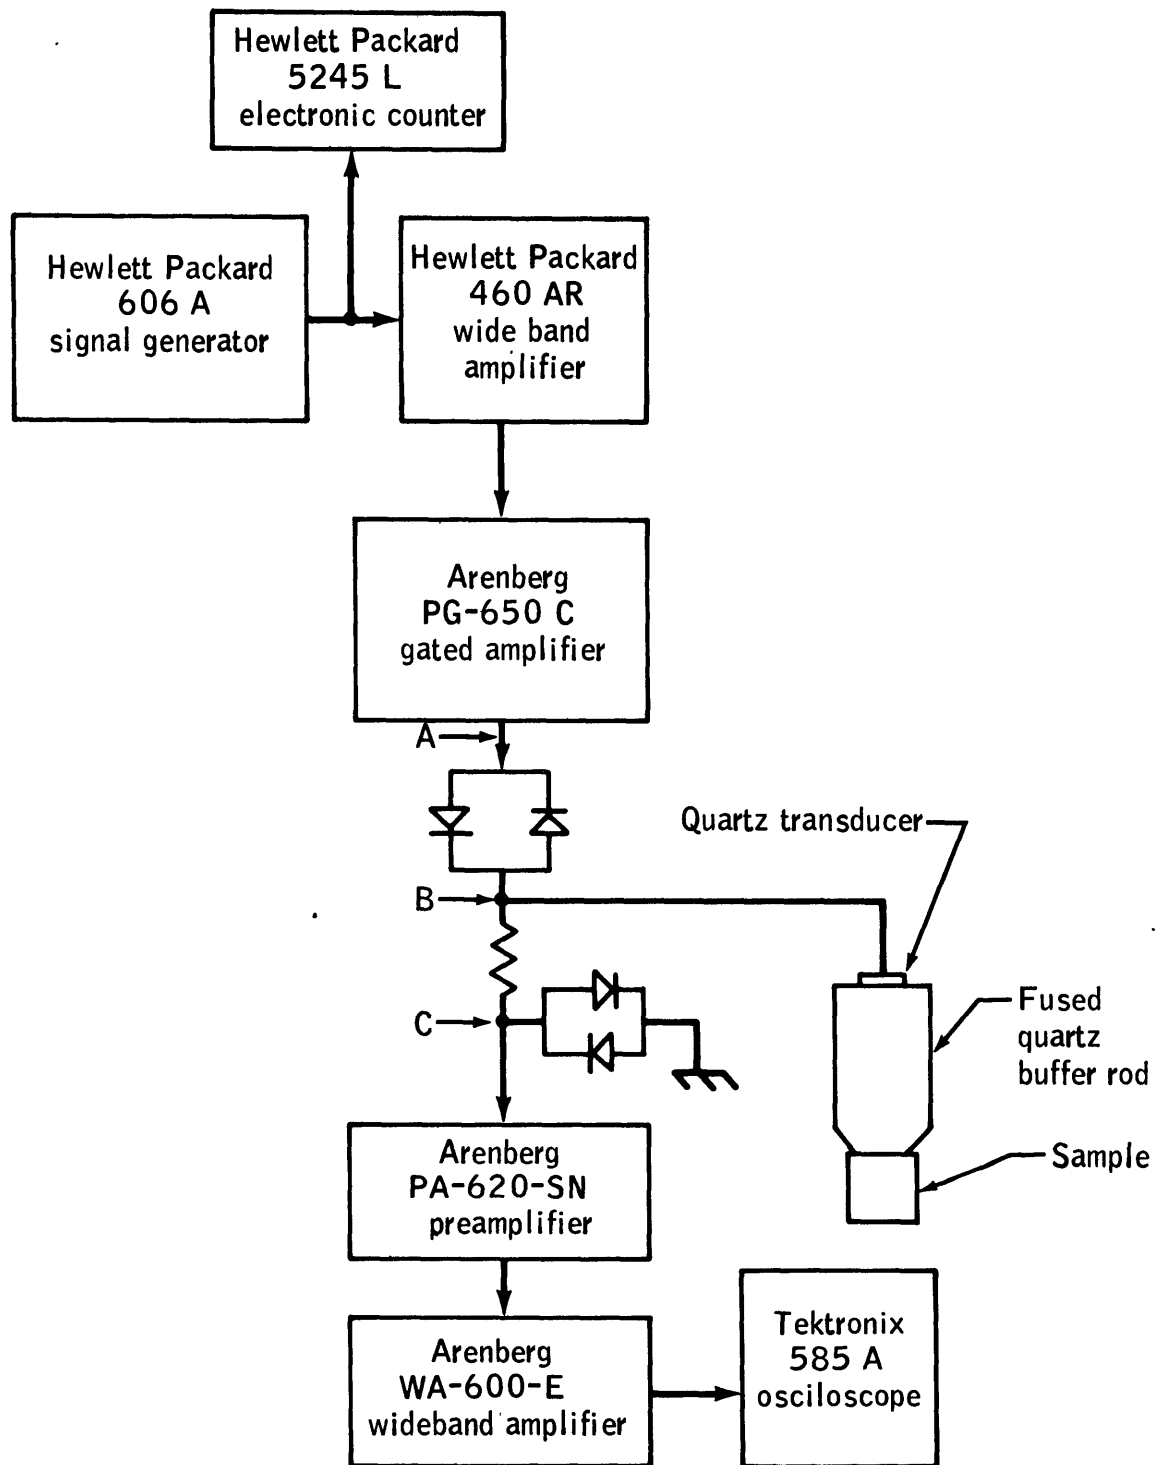 Hewlett Packard
5245 L
electronic counter
Hewlett Packard
606 A
signal generator
Hewlett Packard
460 AR
wide band
amplifier
Arenberg
PG-650 C
gated amplifier
A
Quartz transducer
B
C
Fused
quartz
buffer rod
Arenberg
PA-620-SN
preamplifier
Sample
Arenberg
WA-600-E
wideband amplifier
Tektronix
585 A
osciloscope